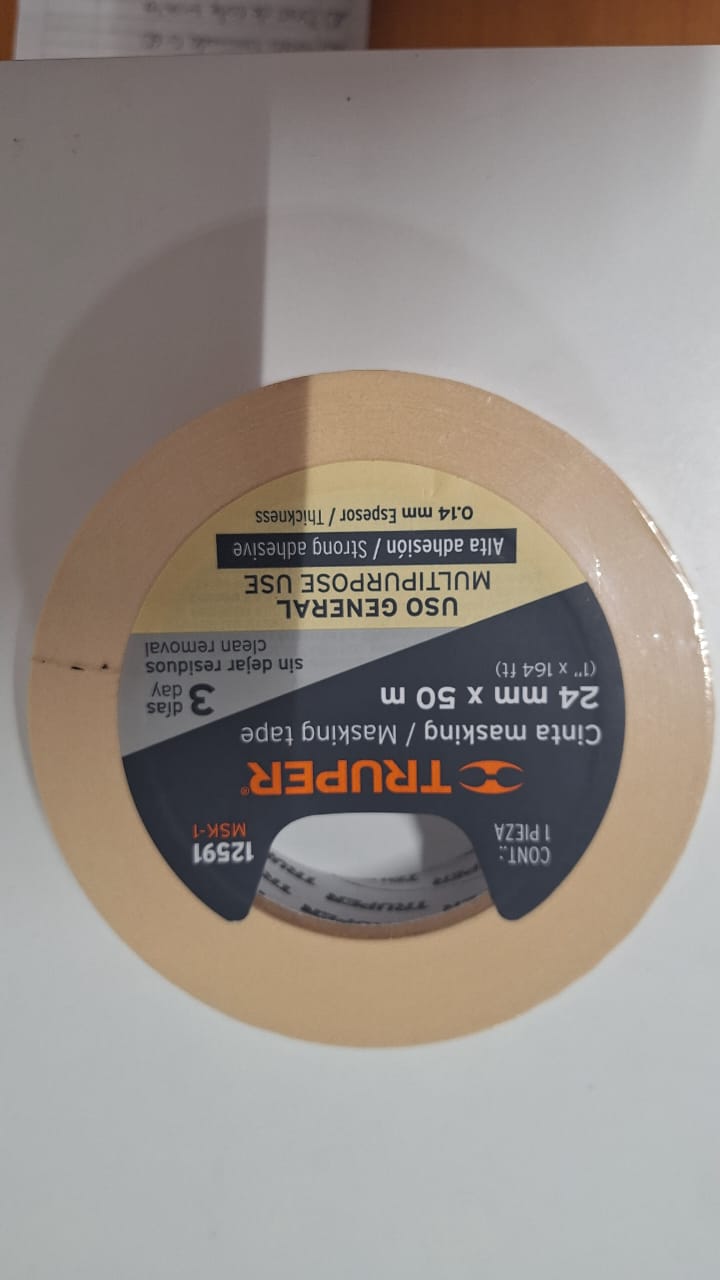 CONT.:
1 PIEZA
12591
MSK-1
TRUPER®
Cinta masking / Masking tape
24 mm x 50 m
(1" x 164 ft)
3 días
day
sin dejar residuos
clean removal
USO GENERAL
MULTIPURPOSE USE
Alta adhesión / Strong adhesive
0.14 mm Espesor / Thickness
TRUPER
TRUPER